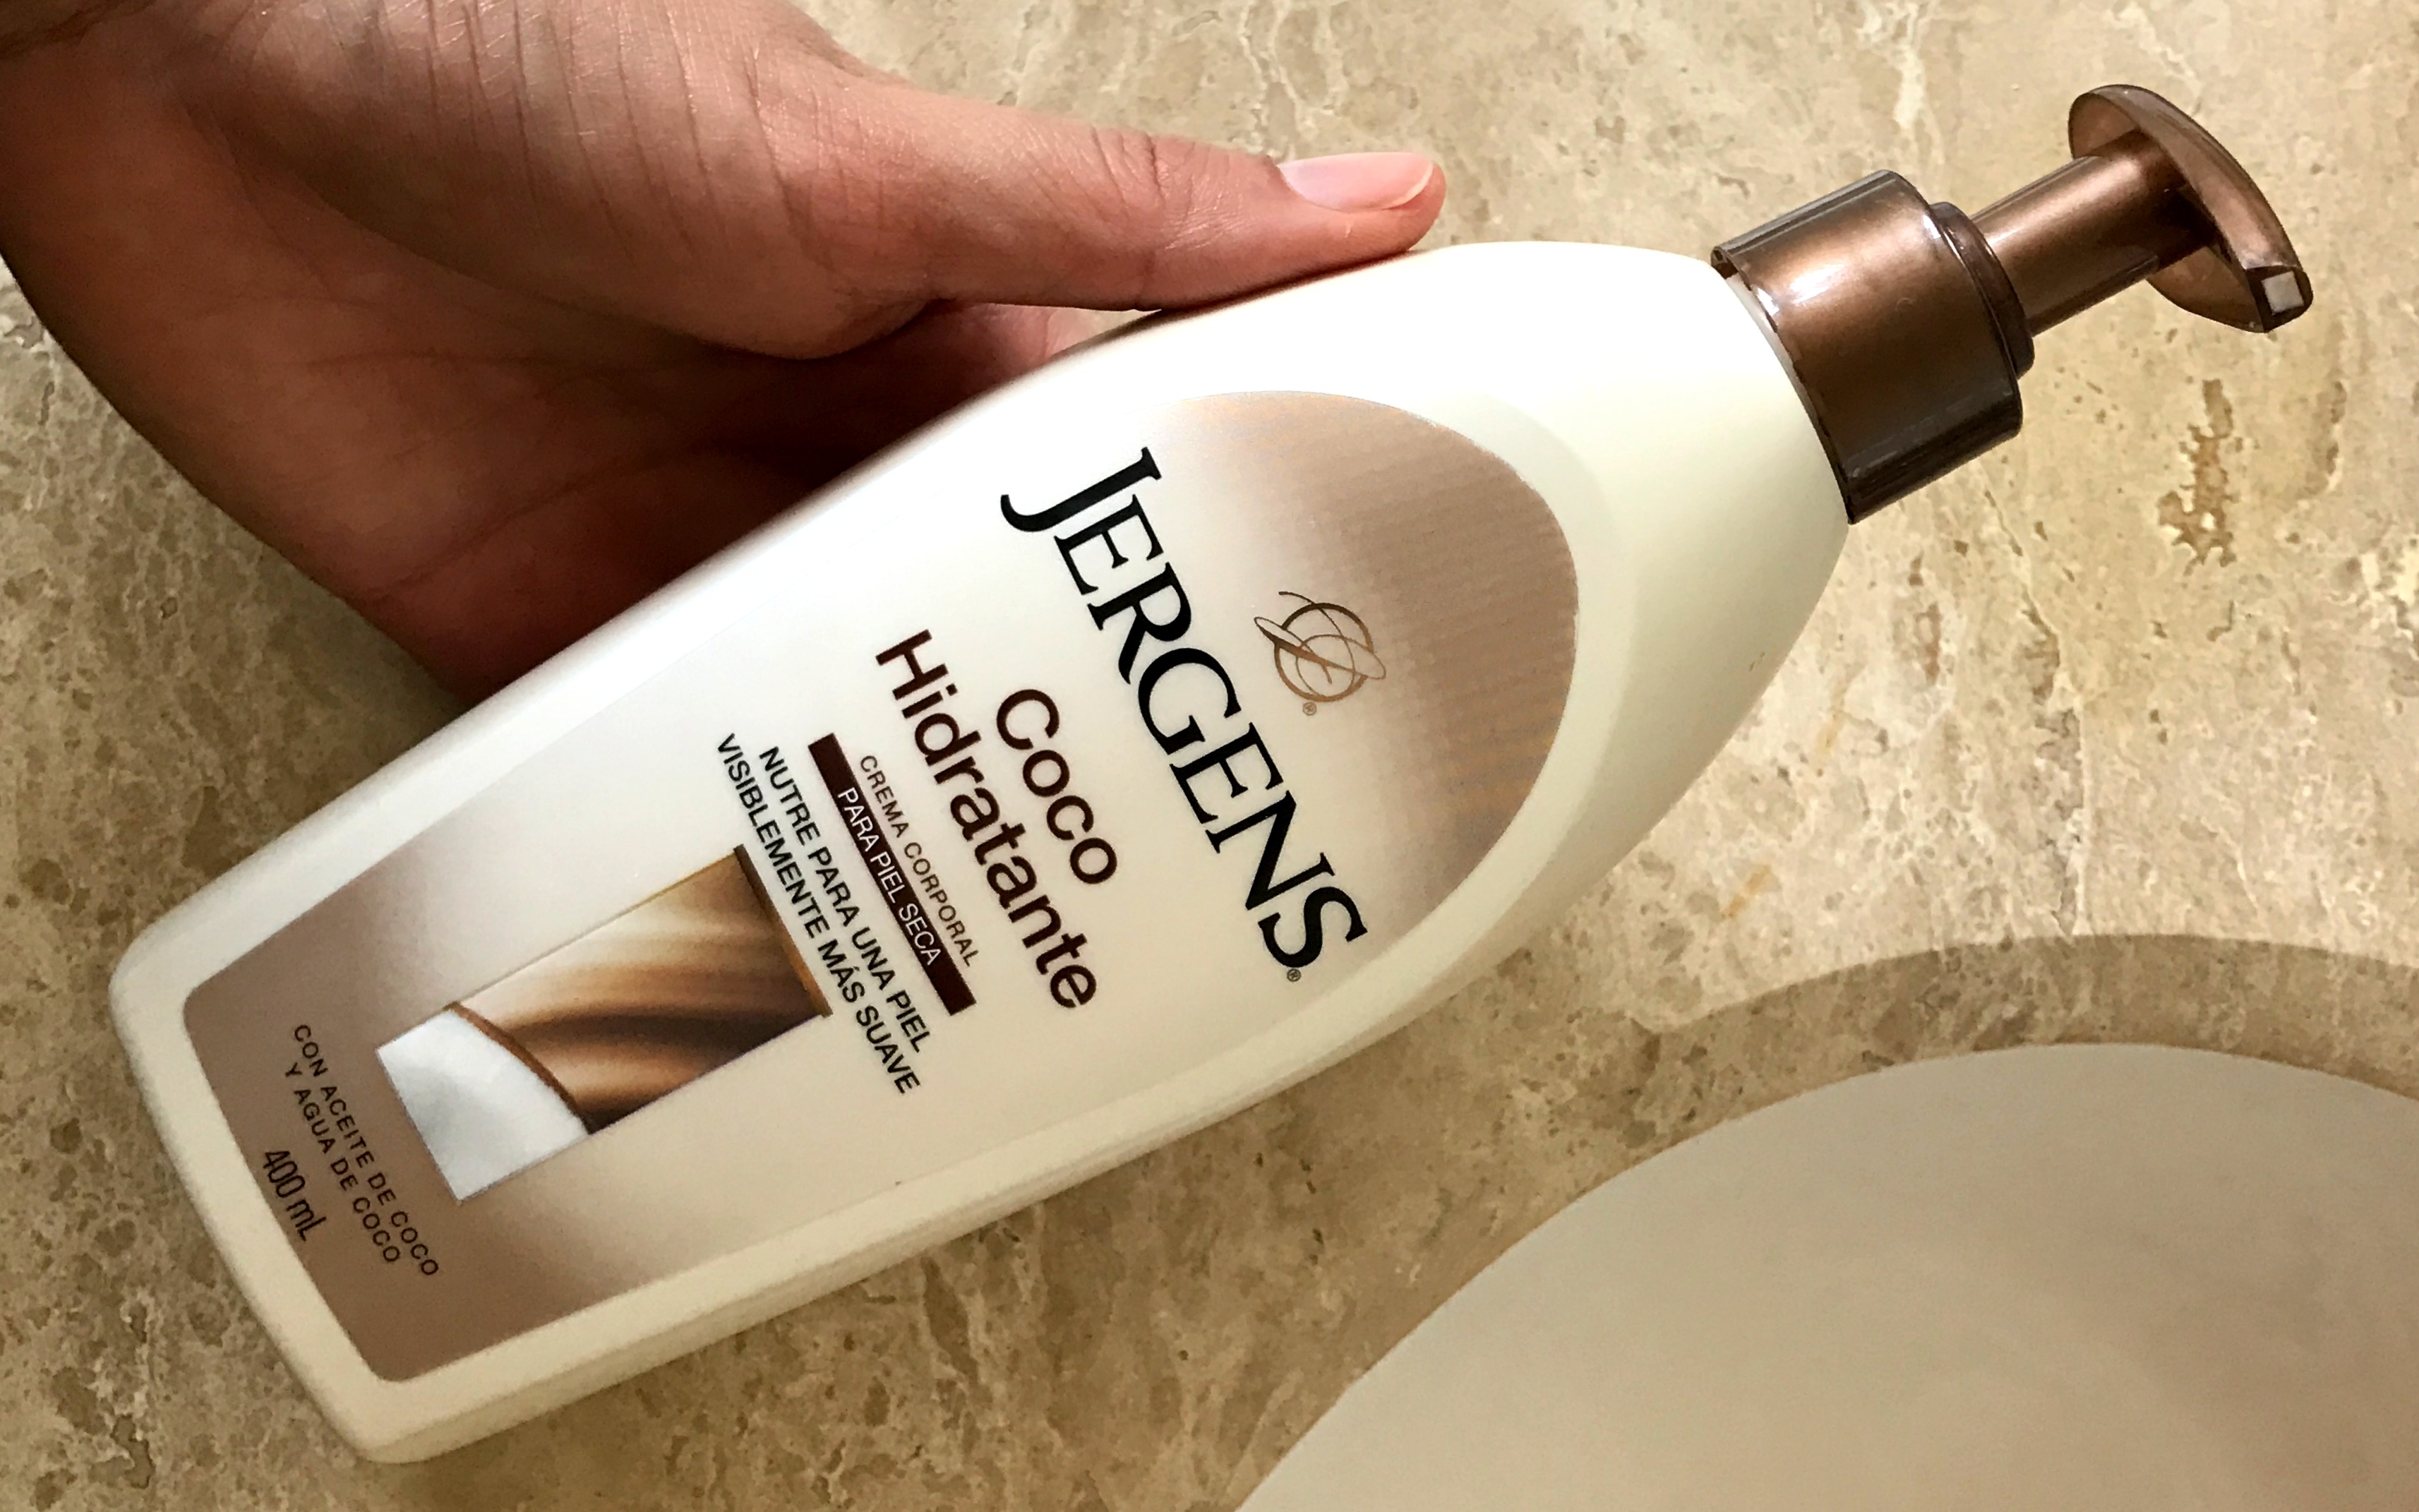 JERGENS®
Coco
Hidratante
CREMA CORPORAL
PARA PIEL SECA
NUTRE PARA UNA PIEL
VISIBLEMENTE MÁS SUAVE
CON ACEITE DE COCO
Y AGUA DE COCO
400 mL